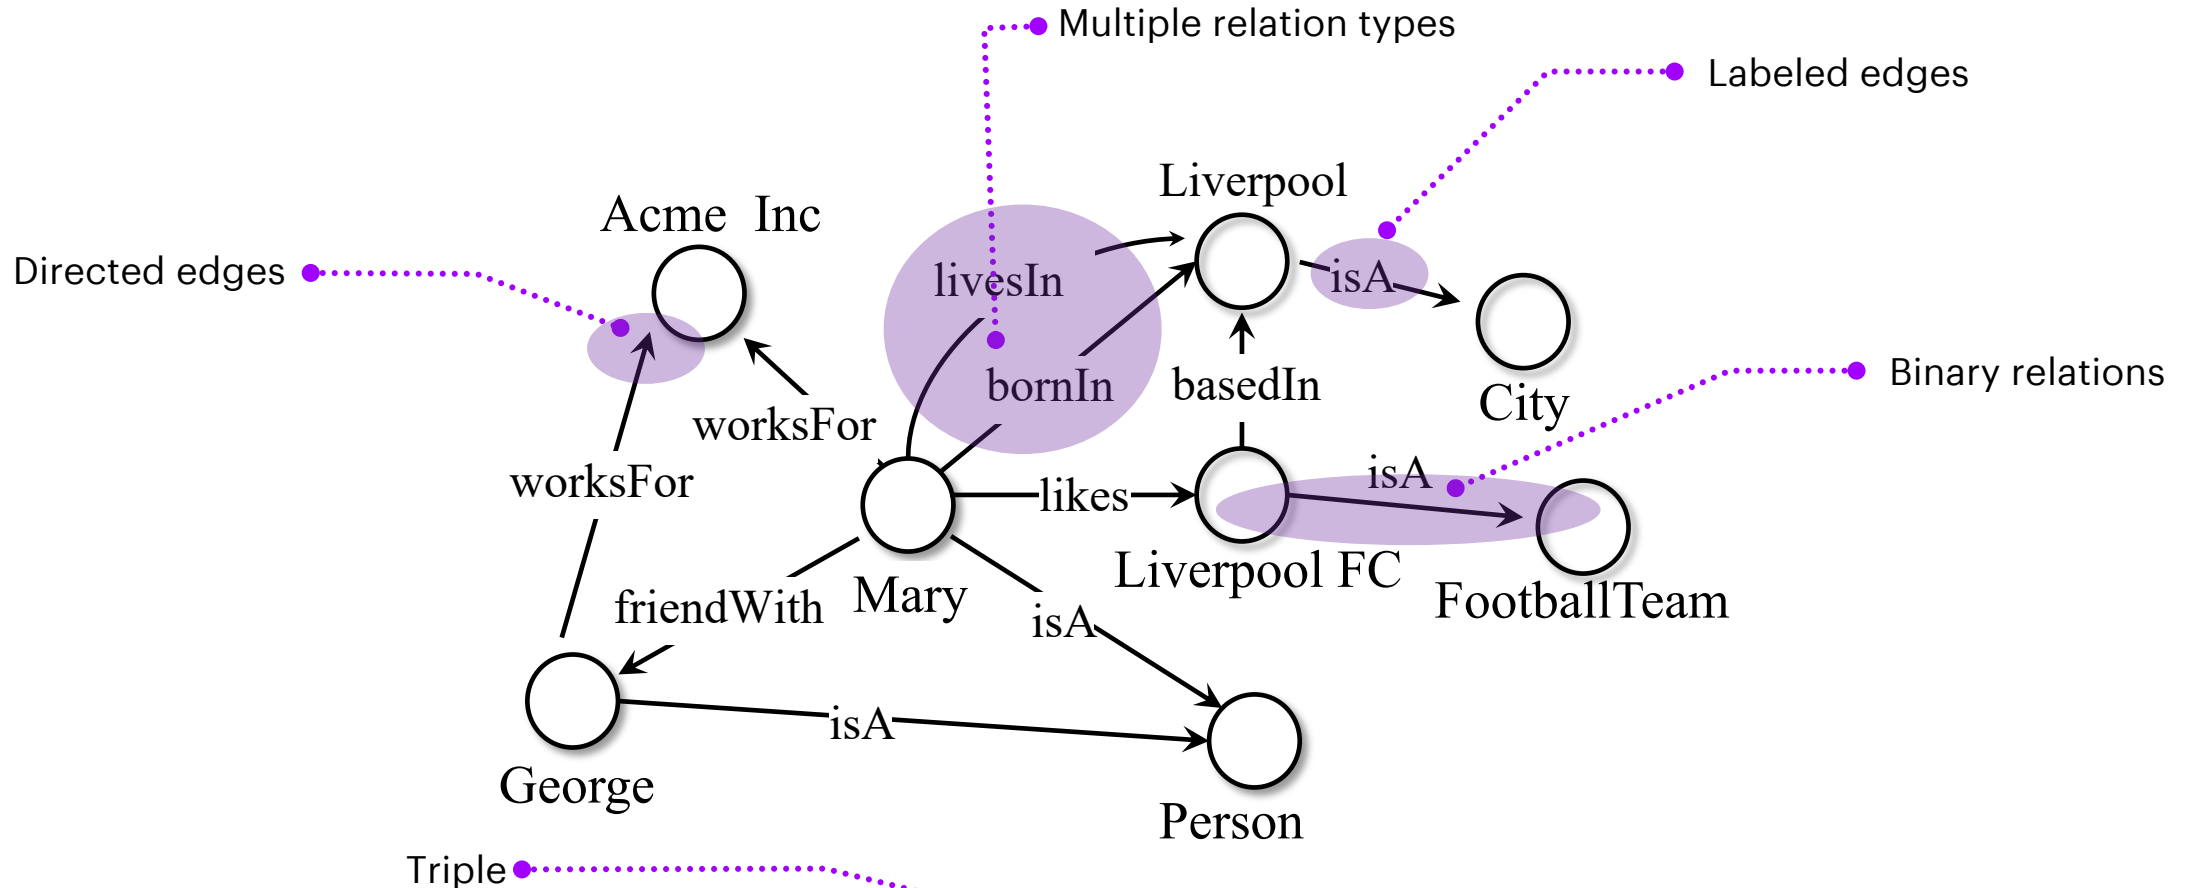 Multiple relation types
Labeled edges
Liverpool
Acme Inc
Directed edges
livesIn
isA
bornIn
basedIn
Binary relations
City
worksFor
isA
worksFor
likes
Liverpool FC
FootballTeam
Mary
friendWith
isA
isA
George
Person
Triple